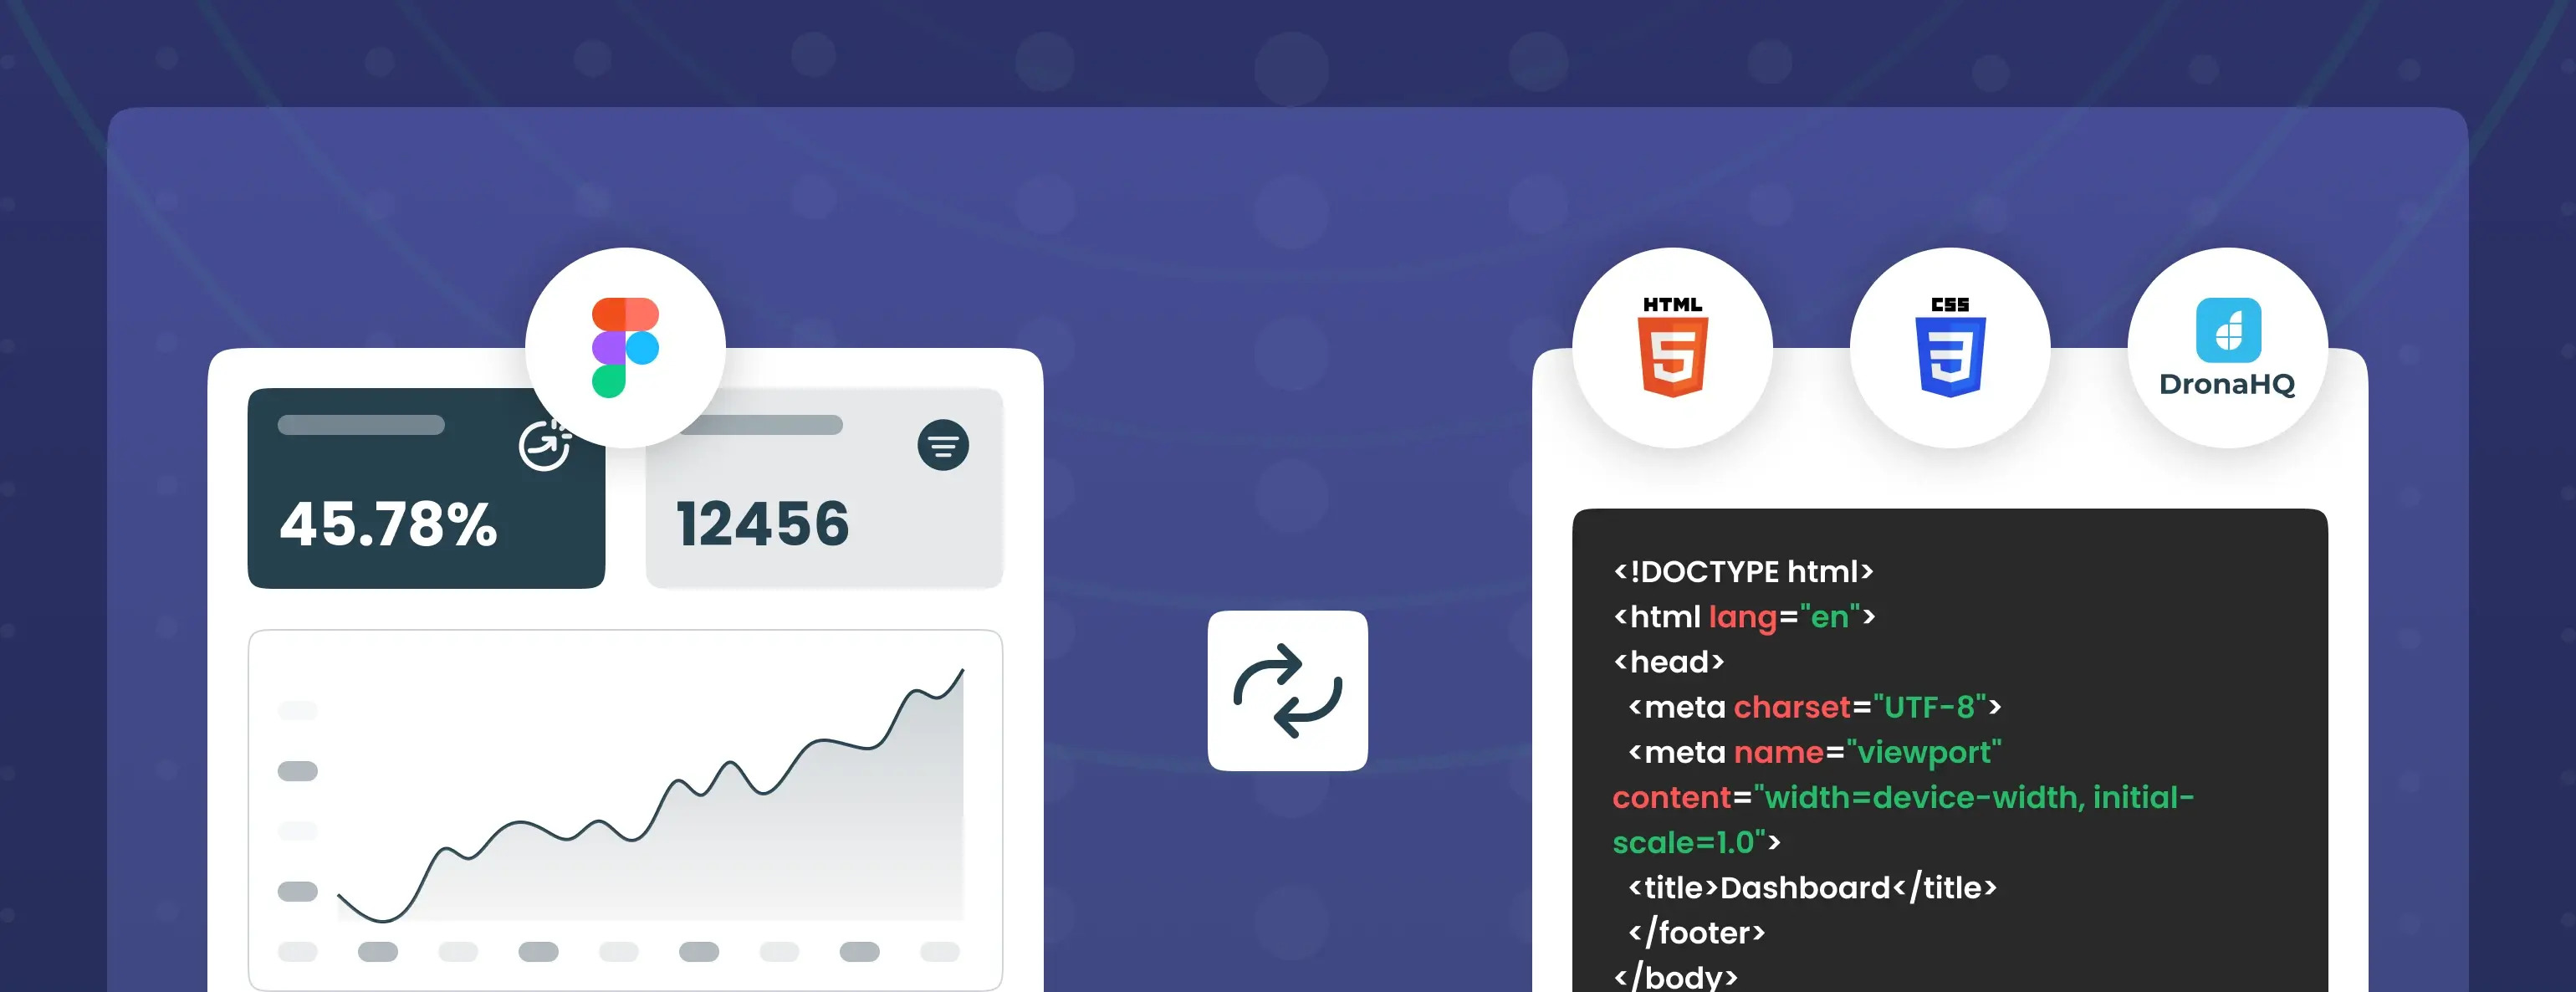 HTML
CSS
DronaHQ
45.78%
12456
<!DOCTYPE html>
<html lang="en">
<head>
<meta charset="UTF-8">
<meta name="viewport"
content="width=device-width, initial-
scale=1.0">
<title>Dashboard</title>
</footer>
</body>